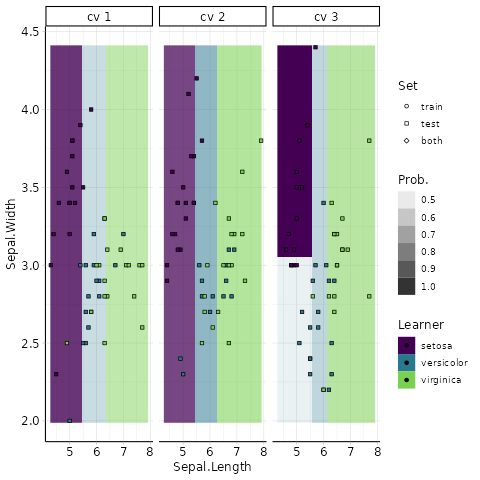 cv 1 cv 2 cv 3
4.5
4.0
3.5
3.0
2.5
2.0
Sepal.Width
5 6 7 8 5 6 7 8 5 6 7 8
Sepal.Length
Set
train
test
both
Prob.
0.5
0.6
0.7
0.8
0.9
1.0
Learner
setosa
versicolor
virginica